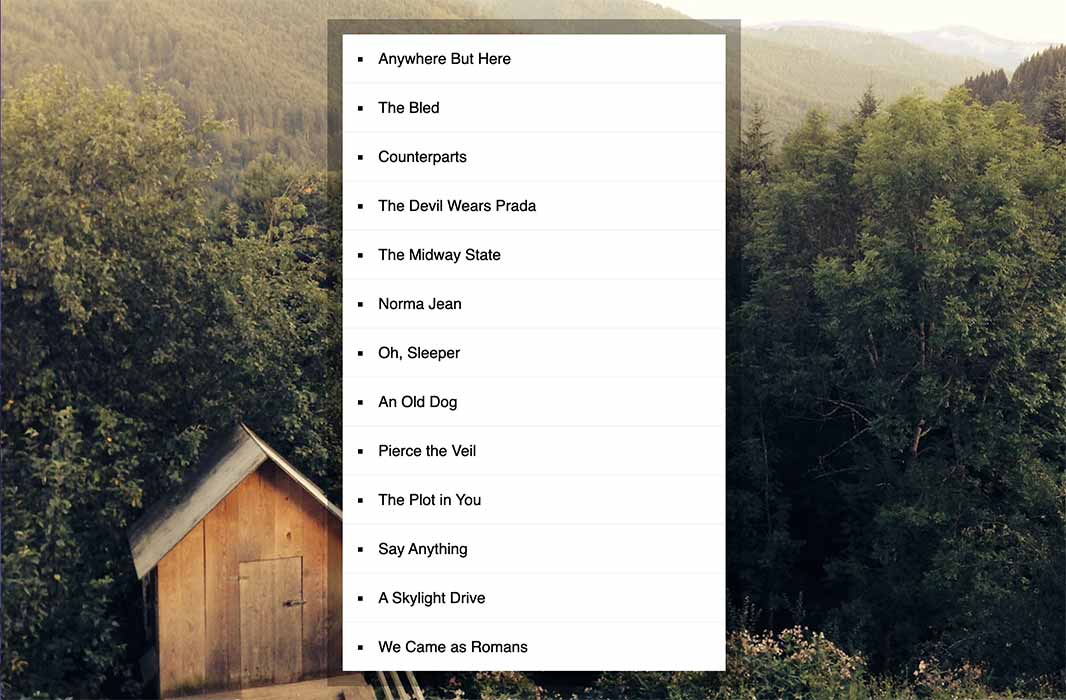 Anywhere But Here
The Bled
Counterparts
The Devil Wears Prada
The Midway State
Norma Jean
Oh, Sleeper
An Old Dog
Pierce the Veil
The Plot in You
Say Anything
A Skylight Drive
We Came as Romans